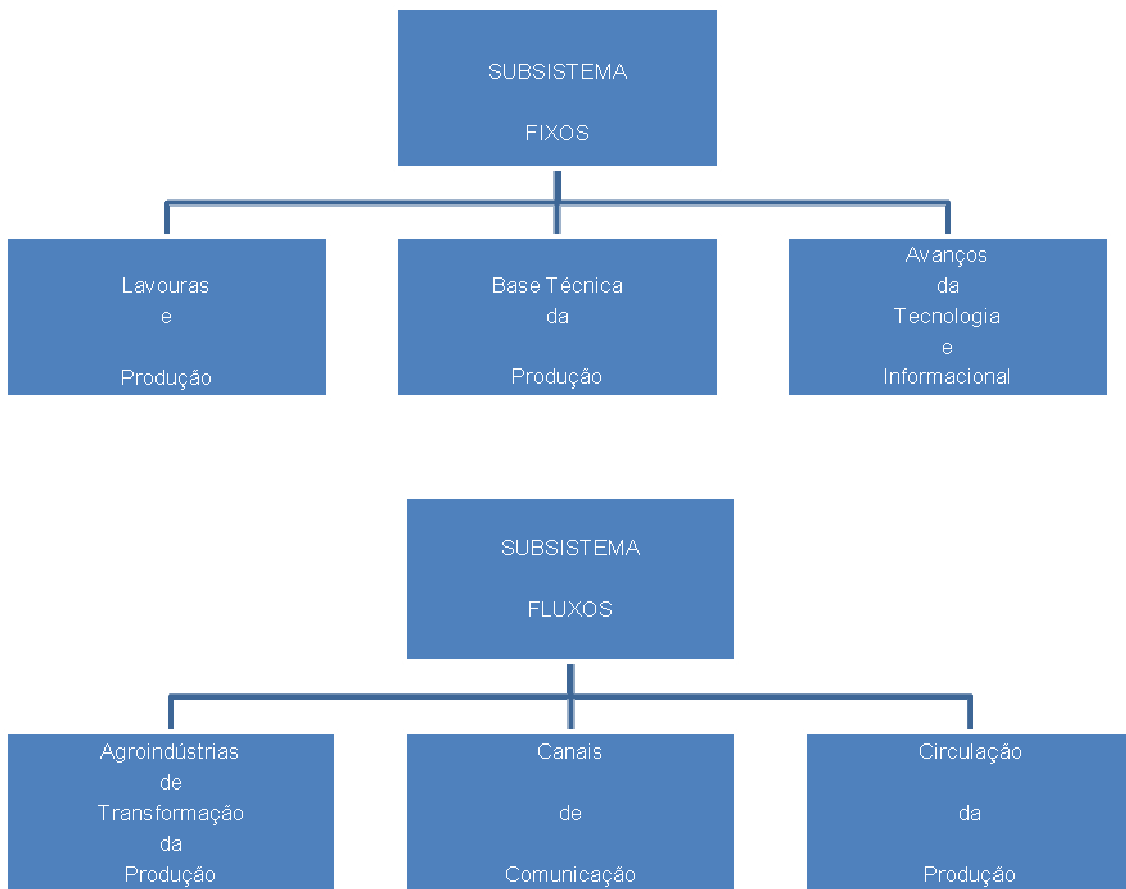 SUBSISTEMA
FIXOS
Lavouras
e
Produção
Base Técnica
da
Produção
Avanços
da
Tecnologia
e
Informacional
SUBSISTEMA
FLUXOS
Agroindústrias
de
Transformação
da
Produção
Canais
de
Comunicação
Circulação
da
Produção